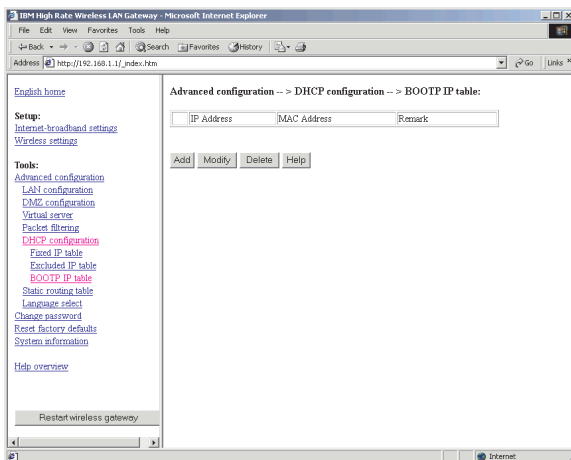 IBM High Rate Wireless LAN Gateway - Microsoft Internet Explorer
File Edit View Favorites Tools Help
Back Search Favorites History
Address http://192.168.1.1/_index.htm Go Links »
English home
Setup:
Internet-broadband settings
Wireless settings
Tools:
Advanced configuration
LAN configuration
DMZ configuration
Virtual server
Packet filtering
DHCP configuration
Fixed IP table
Excluded IP table
BOOTP IP table
Static routing table
Language select
Change password
Reset factory defaults
System information
Help overview
Restart wireless gateway
Advanced configuration -- > DHCP configuration -- > BOOTP IP table:
IP Address MAC Address Remark
Add Modify Delete Help
Internet